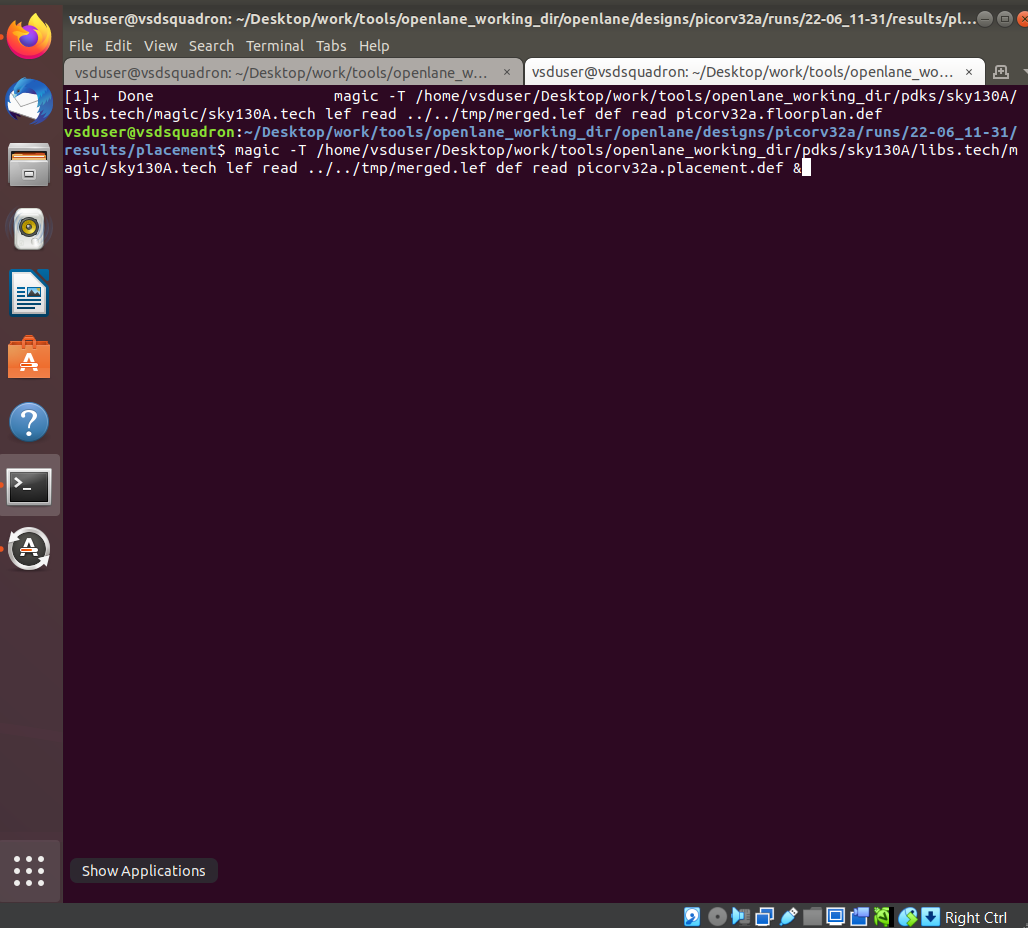 vsduser@vsdsquadron: ~/Desktop/work/tools/openlane_working_dir/openlane/designs/picorv32a/runs/22-06_11-31/results/pl...
File Edit View Search Terminal Tabs Help
vsduser@vsdsquadron: ~/Desktop/work/tools/openlane_w... ×
vsduser@vsdsquadron: ~/Desktop/work/tools/openlane_wo... ×
[1]+  Done                    magic -T /home/vsduser/Desktop/work/tools/openlane_working_dir/pdks/sky130A/
libs.tech/magic/sky130A.tech lef read ../../tmp/merged.lef def read picorv32a.floorplan.def
vsduser@vsdsquadron:~/Desktop/work/tools/openlane_working_dir/openlane/designs/picorv32a/runs/22-06_11-31/
results/placement$ magic -T /home/vsduser/Desktop/work/tools/openlane_working_dir/pdks/sky130A/libs.tech/m
agic/sky130A.tech lef read ../../tmp/merged.lef def read picorv32a.placement.def &
Show Applications
Right Ctrl